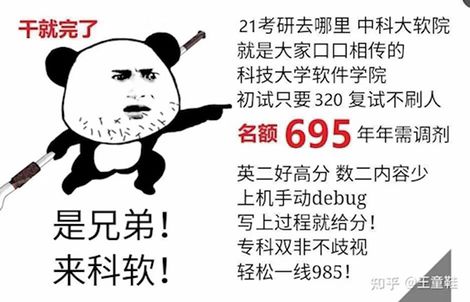 干就完了
是兄弟！
来科软！
21考研去哪里 中科大软院
就是大家口口相传的
科技大学软件学院
初试只要 320 复试不刷人
名额 695 年年需调剂
英二好高分 数二内容少
上机手动debug
写上过程就给分！
专科双非不歧视
轻松一线985！
知乎 @王童鞋